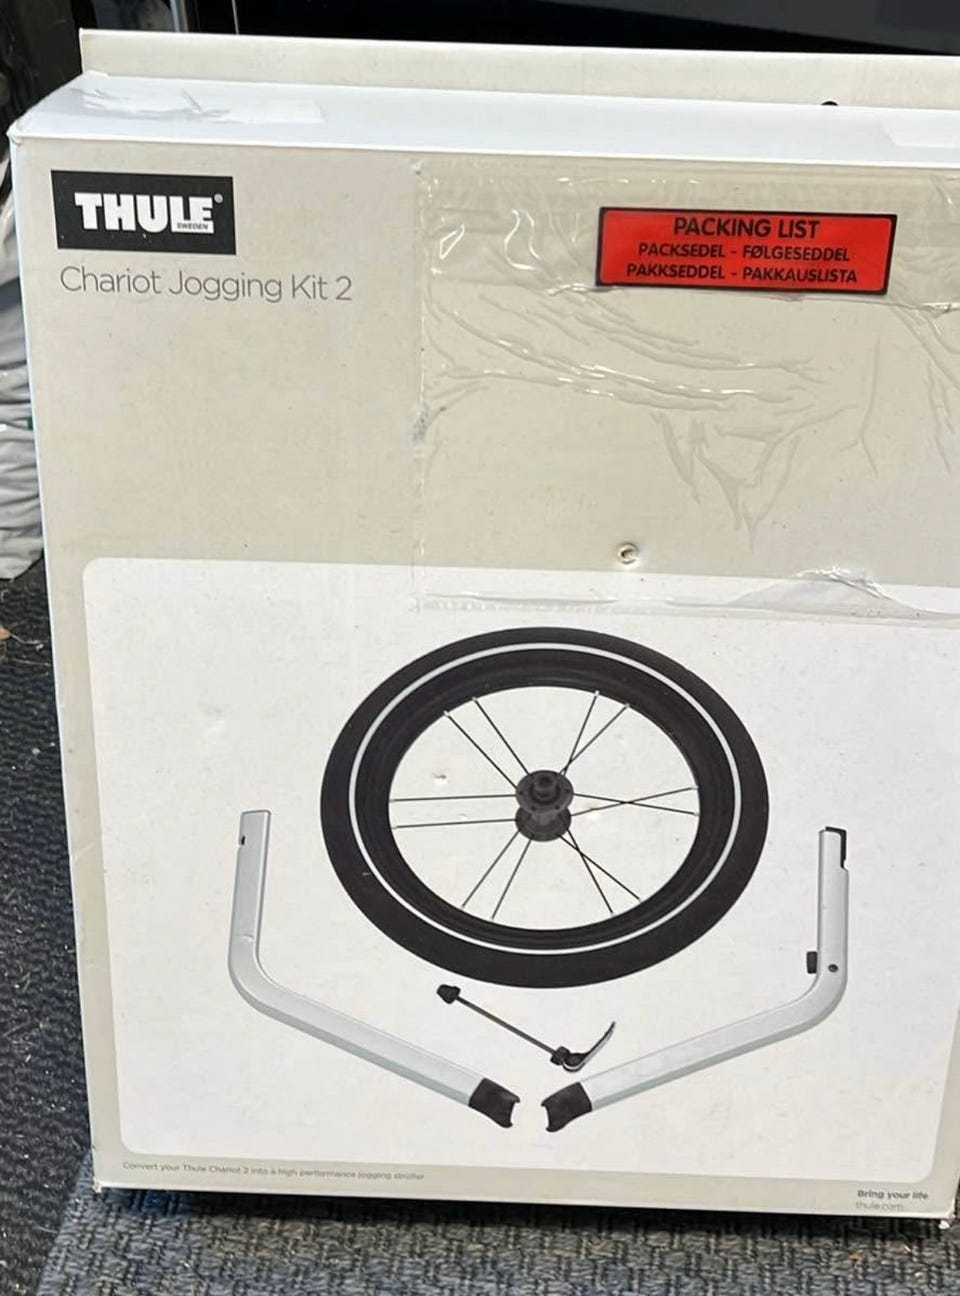 THULE®
SWEDEN
Chariot Jogging Kit 2
PACKING LIST
PACKSEDEL - FØLGESEDDEL
PAKKSEDDEL - PAKKAUSLISTA
Convert your Thule Chariot 2 into a high performance jogging stroller
Bring your life
thule.com